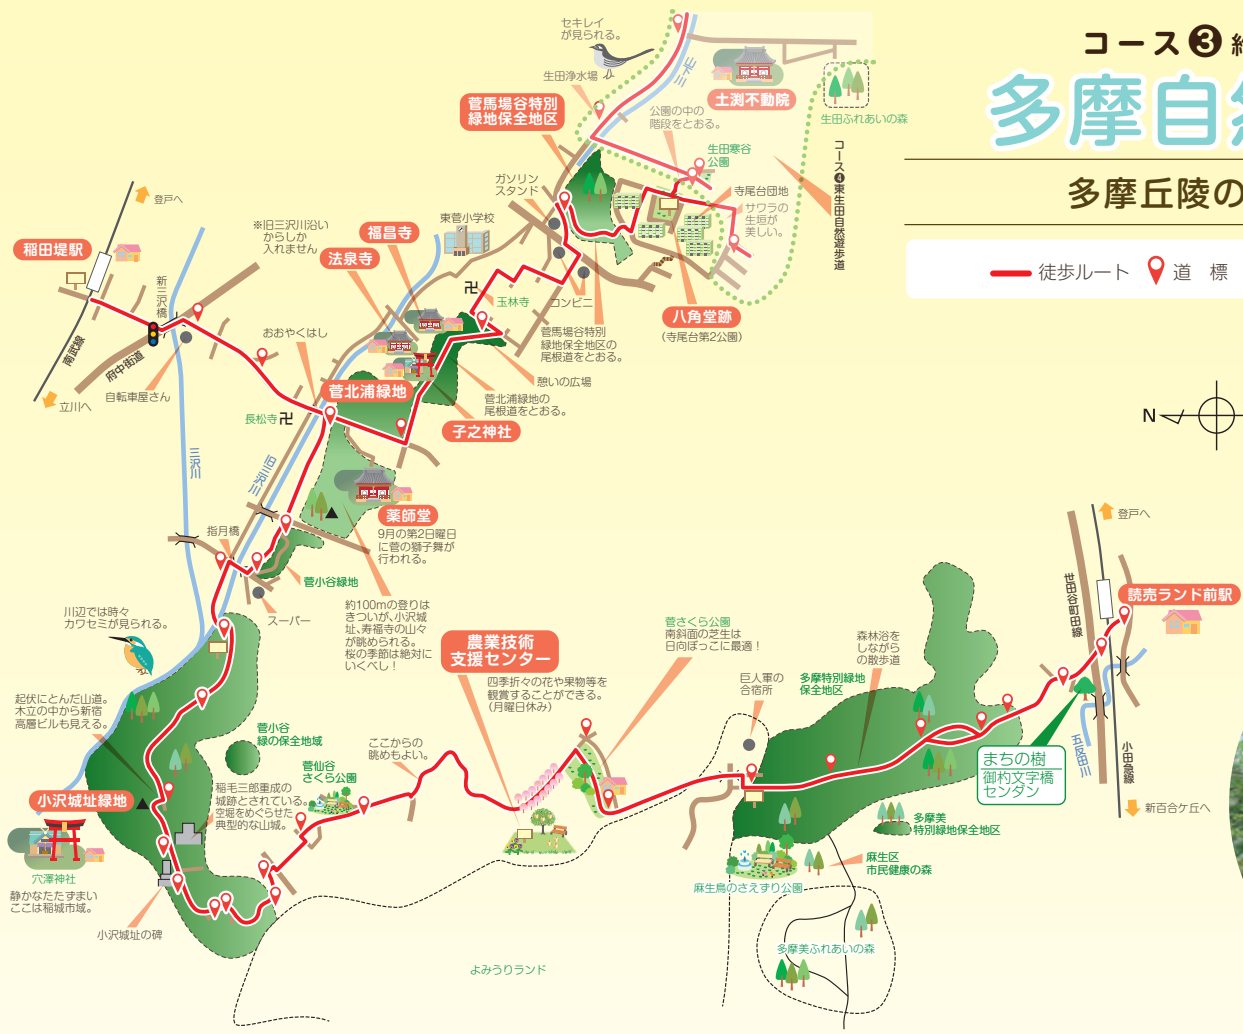 コース❸
多摩自然
多摩丘陵の
徒歩ルート
道 標
N
セキレイ
が見られる。
生田浄水場
三沢川
土渕不動院
生田ふれあいの森
菅馬場谷特別
緑地保全地区
公園の中の
階段をとおる。
生田寒谷
公園
コース❹東生田自然遊歩道
ガソリン
スタンド
寺尾台団地
サワラの
生垣が
美しい。
東菅小学校
福昌寺
法泉寺
※旧三沢川沿い
からしか
入れません
登戸へ
稲田堤駅
新三沢橋
南武線
府中街道
立川へ
自転車屋さん
おおやくはし
玉林寺
コンビニ
八角堂跡
(寺尾台第2公園)
菅馬場谷特別
緑地保全地区の
尾根道をとおる。
憩いの広場
菅北浦緑地
菅北浦緑地の
尾根道をとおる。
子之神社
長松寺
三沢川
旧三沢川
薬師堂
9月の第2日曜日
に菅の獅子舞が
行われる。
指月橋
菅小谷緑地
スーパー
約100mの登りは
きついが、小沢城
址、寿福寺の山々
が眺められる。
桜の季節は絶対に
いくべし！
川辺では時々
カワセミが見られる。
起伏にとんだ山道。
木立の中から新宿
高層ビルも見える。
菅小谷
緑の保全地域
小沢城址緑地
稲毛三郎重成の
城跡とされている。
空堀をめぐらせた
典型的な山城。
穴澤神社
静かなたたずまい
ここは稲城市域。
小沢城址の碑
菅仙谷
さくら公園
ここからの
眺めもよい。
農業技術
支援センター
四季折々の花や果物等を
観賞することができる。
(月曜日休み)
菅さくら公園
南斜面の芝生は
日向ぼっこに最適！
よみうりランド
巨人軍の
合宿所
多摩特別緑地
保全地区
森林浴を
しながら
の散歩道
世田谷町田線
登戸へ
読売ランド前駅
まちの樹
御杓文字橋
センダン
五反田川
小田急線
新百合ケ丘へ
多摩美
特別緑地保全地区
麻生区
市民健康の森
麻生鳥のさえずり公園
多摩美ふれあいの森